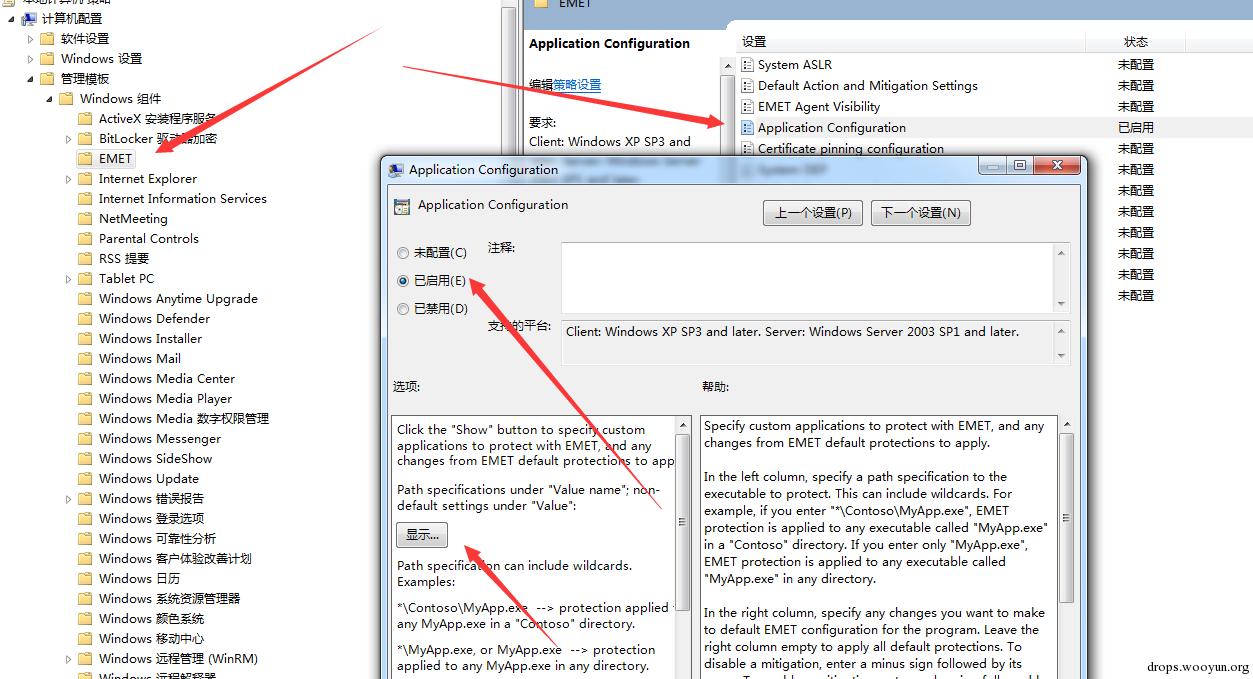 计算机配置
软件设置
Windows 设置
管理模板
Windows 组件
ActiveX 安装程序服务
BitLocker 驱动器加密
EMET
Internet Explorer
Internet Information Services
NetMeeting
Parental Controls
RSS 提要
Tablet PC
Windows Anytime Upgrade
Windows Defender
Windows Installer
Windows Mail
Windows Media Center
Windows Media Player
Windows Media 数字权限管理
Windows Messenger
Windows SideShow
Windows Update
Windows 错误报告
Windows 登录选项
Windows 可靠性分析
Windows 客户体验改善计划
Windows 日历
Windows 系统资源管理器
Windows 颜色系统
Windows 移动中心
Windows 远程管理 (WinRM)
Windows 远程解释器
EMET
Application Configuration
编辑策略设置
要求:
Client: Windows XP SP3 and
设置 状态
System ASLR 未配置
Default Action and Mitigation Settings 未配置
EMET Agent Visibility 未配置
Application Configuration 已启用
Certificate pinning configuration 未配置
System DEP 未配置
未配置
未配置
未配置
未配置
未配置
未配置
Application Configuration
Application Configuration
上一个设置(P) 下一个设置(N)
未配置(C) 注释:
已启用(E)
已禁用(D)
支持的平台:
Client: Windows XP SP3 and later. Server: Windows Server 2003 SP1 and later.
选项: 帮助:
Click the "Show" button to specify custom
applications to protect with EMET, and any
changes from EMET default protections to app
Path specifications under "Value name"; non-
default settings under "Value":
显示...
Path specification can include wildcards.
Examples:
*\Contoso\MyApp.exe --> protection applied
any MyApp.exe in a "Contoso" directory.
*\MyApp.exe, or MyApp.exe --> protection
applied to any MyApp.exe in any directory.
Specify custom applications to protect with EMET, and any
changes from EMET default protections to apply.
In the left column, specify a path specification to the
executable to protect. This can include wildcards. For
example, if you enter "*\Contoso\MyApp.exe", EMET
protection is applied to any executable called "MyApp.exe"
in a "Contoso" directory. If you enter only "MyApp.exe",
EMET protection is applied to any executable called
"MyApp.exe" in any directory.
In the right column, specify any changes you want to make
to default EMET configuration for the program. Leave the
right column empty to apply all default protections. To
disable a mitigation, enter a minus sign followed by its
drops.wooyun.org